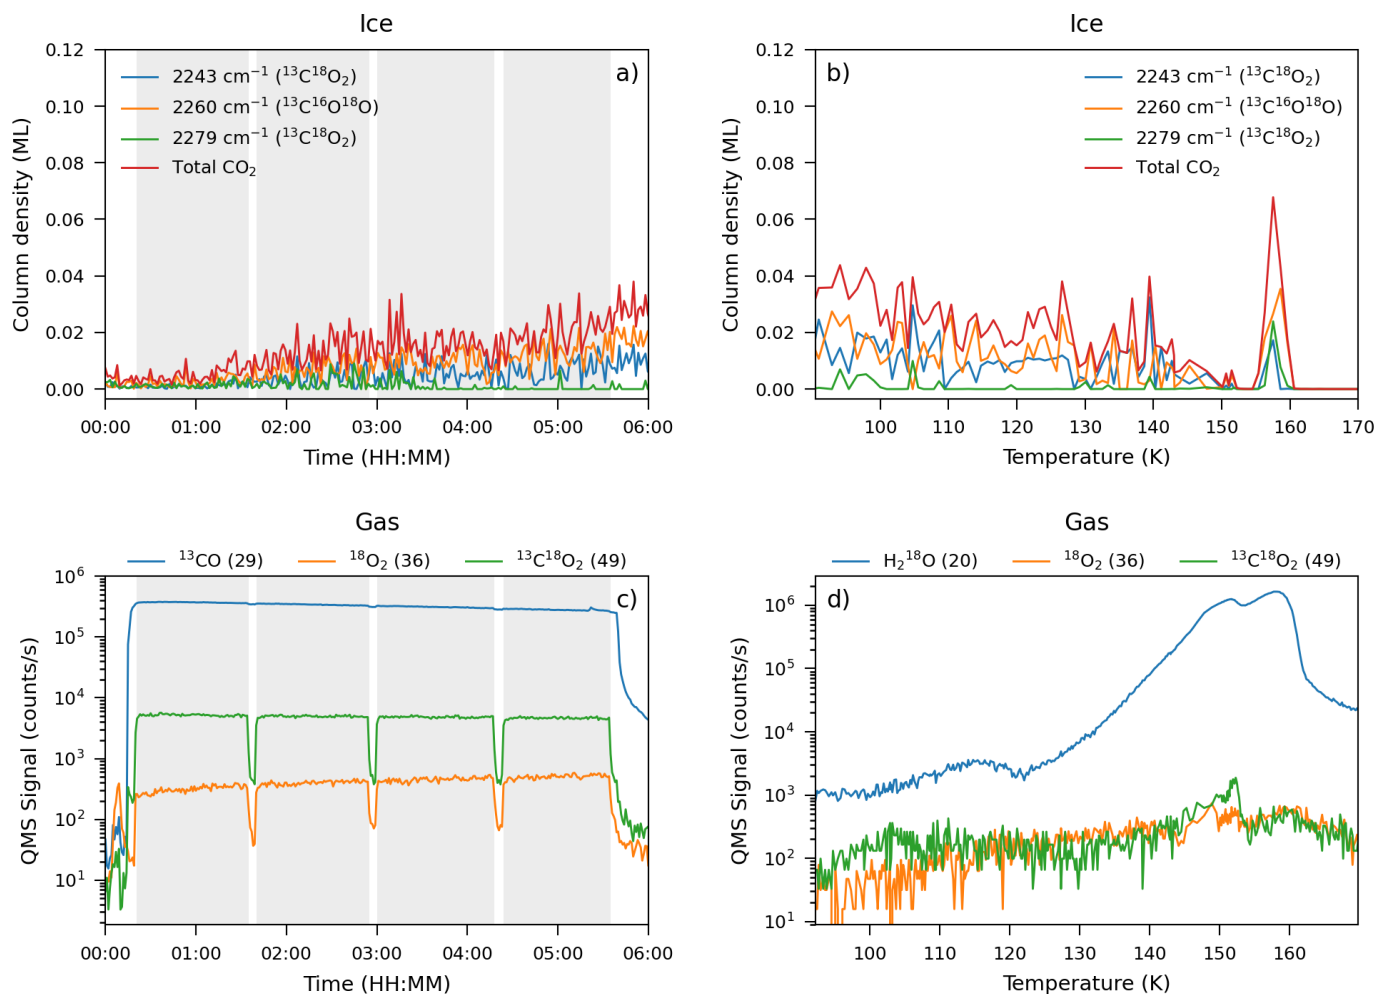 Ice
a)
2243 cm⁻¹ (¹³C¹⁸O₂)
2260 cm⁻¹ (¹³C¹⁶O¹⁸O)
2279 cm⁻¹ (¹³C¹⁸O₂)
Total CO₂
Column density (ML)
0.12
0.10
0.08
0.06
0.04
0.02
0.00
00:00 01:00 02:00 03:00 04:00 05:00 06:00
Time (HH:MM)
Ice
b)
2243 cm⁻¹ (¹³C¹⁸O₂)
2260 cm⁻¹ (¹³C¹⁶O¹⁸O)
2279 cm⁻¹ (¹³C¹⁸O₂)
Total CO₂
Column density (ML)
0.12
0.10
0.08
0.06
0.04
0.02
0.00
100 110 120 130 140 150 160 170
Temperature (K)
Gas
¹³CO (29) ¹⁸O₂ (36) ¹³C¹⁸O₂ (49)
c)
QMS Signal (counts/s)
10⁶
10⁵
10⁴
10³
10²
10¹
00:00 01:00 02:00 03:00 04:00 05:00 06:00
Time (HH:MM)
Gas
H₂¹⁸O (20) ¹⁸O₂ (36) ¹³C¹⁸O₂ (49)
d)
QMS Signal (counts/s)
10⁶
10⁵
10⁴
10³
10²
10¹
100 110 120 130 140 150 160
Temperature (K)